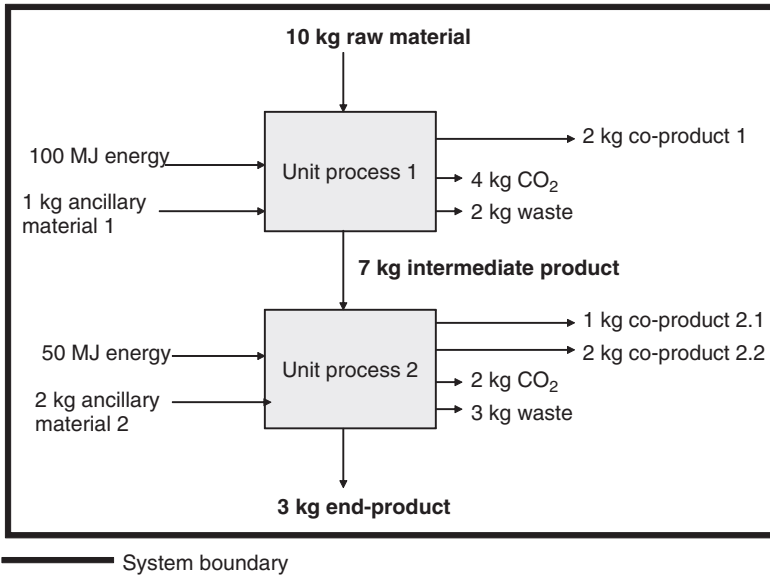 10 kg raw material
2 kg co-product 1
100 MJ energy
Unit process 1
4 kg CO₂
1 kg ancillary
material 1
2 kg waste
7 kg intermediate product
1 kg co-product 2.1
50 MJ energy
2 kg co-product 2.2
Unit process 2
2 kg CO₂
2 kg ancillary
material 2
3 kg waste
3 kg end-product
System boundary